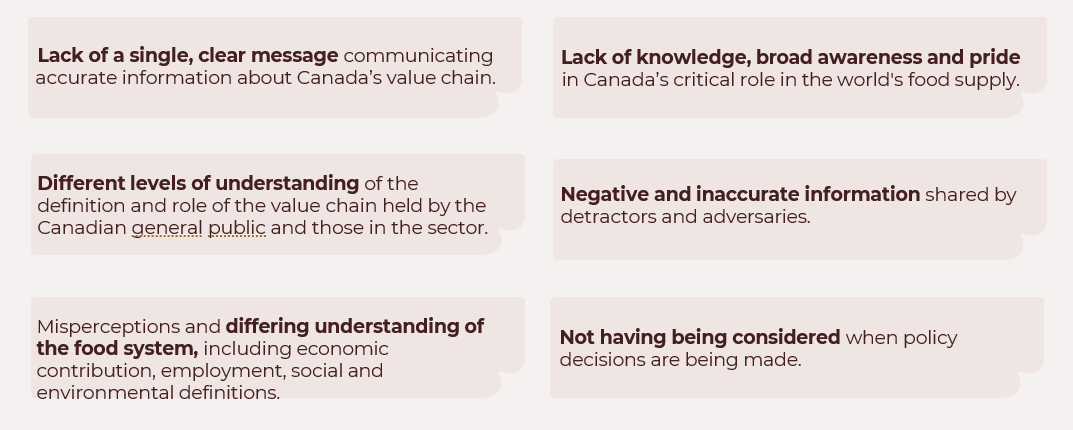 Lack of a single, clear message communicating
accurate information about Canada's value chain.
Lack of knowledge, broad awareness and pride
in Canada's critical role in the world's food supply.
Different levels of understanding of the
definition and role of the value chain held by the
Canadian general public and those in the sector.
Negative and inaccurate information shared by
detractors and adversaries.
Misperceptions and differing understanding of
the food system, including economic
contribution, employment, social and
environmental definitions.
Not having being considered when policy
decisions are being made.